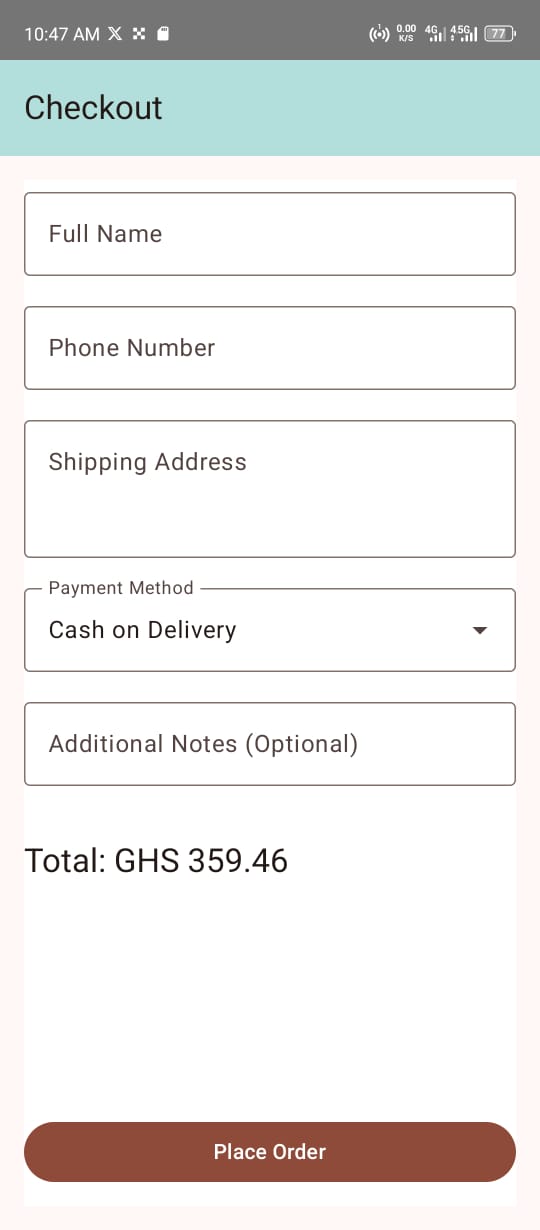 10:47 AM
0.00
K/S
4G
4.5G
77
Checkout
Full Name
Phone Number
Shipping Address
Payment Method
Cash on Delivery
Additional Notes (Optional)
Total: GHS 359.46
Place Order